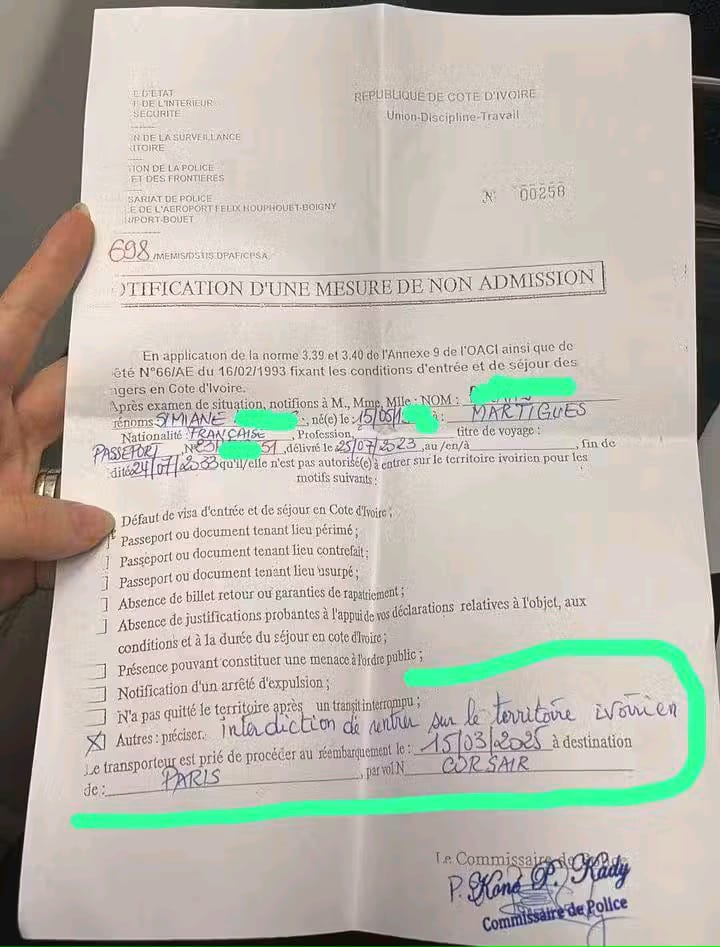 E D'ETAT
DE L'INTERIEUR
SECURITE
N DE LA SURVEILLANCE
ITOIRE
TION DE LA POLICE
ET DES FRONTIERES
SARIAT DE POLICE
LE DE L'AEROPORT FELIX HOUPHOUET-BOIGNY
PORT-BOUET
REPUBLIQUE DE COTE D'IVOIRE
Union-Discipline-Travail
N° 00258
698 /MEMIS/DSTIS.DPAF/CPSA.
OTIFICATION D'UNE MESURE DE NON ADMISSION
En application de la norme 3.39 et 3.40 de l'Annexe 9 de l'OACI ainsi que de
êté N°66/AE du 16/02/1993 fixant les conditions d'entrée et de séjour des
ngers en Cote d'Ivoire.
Après examen de situation, notifions à M., Mme, Mlle : NOM :
rénoms SIMIANE , né(e) le : 15/05/1 à : MARTIGUES
Nationalité FRANÇAISE , Profession titre de voyage :
PASSEPORT , N° 51 ,délivré le 25/07/2023 ,au /en/à , fin de
dité 24/07/2033 qu'il/elle n'est pas autorisé(e) à entrer sur le territoire ivoirien pour les
motifs suivants :
Défaut de visa d'entrée et de séjour en Cote d'Ivoire ;
Passeport ou document tenant lieu périmé ;
Passeport ou document tenant lieu contrefait ;
Passeport ou document tenant lieu usurpé ;
Absence de billet retour ou garanties de rapatriement ;
Absence de justifications probantes à l'appui de vos déclarations relatives à l'objet, aux
conditions et à la durée du séjour en cote d'Ivoire ;
Présence pouvant constituer une menace à l'ordre public ;
Notification d'un arrêté d'expulsion ;
N'a pas quitté le territoire après un transit interrompu ;
X Autres : préciser. interdiction de rentrer sur le territoire ivoirien
Le transporteur est prié de procéder au réembarquement le : 15/03/2025 à destination
de : PARIS , par vol N CORSAIR
Le Commissaire de Police
P. Koné P. Kady
Commissaire de Police